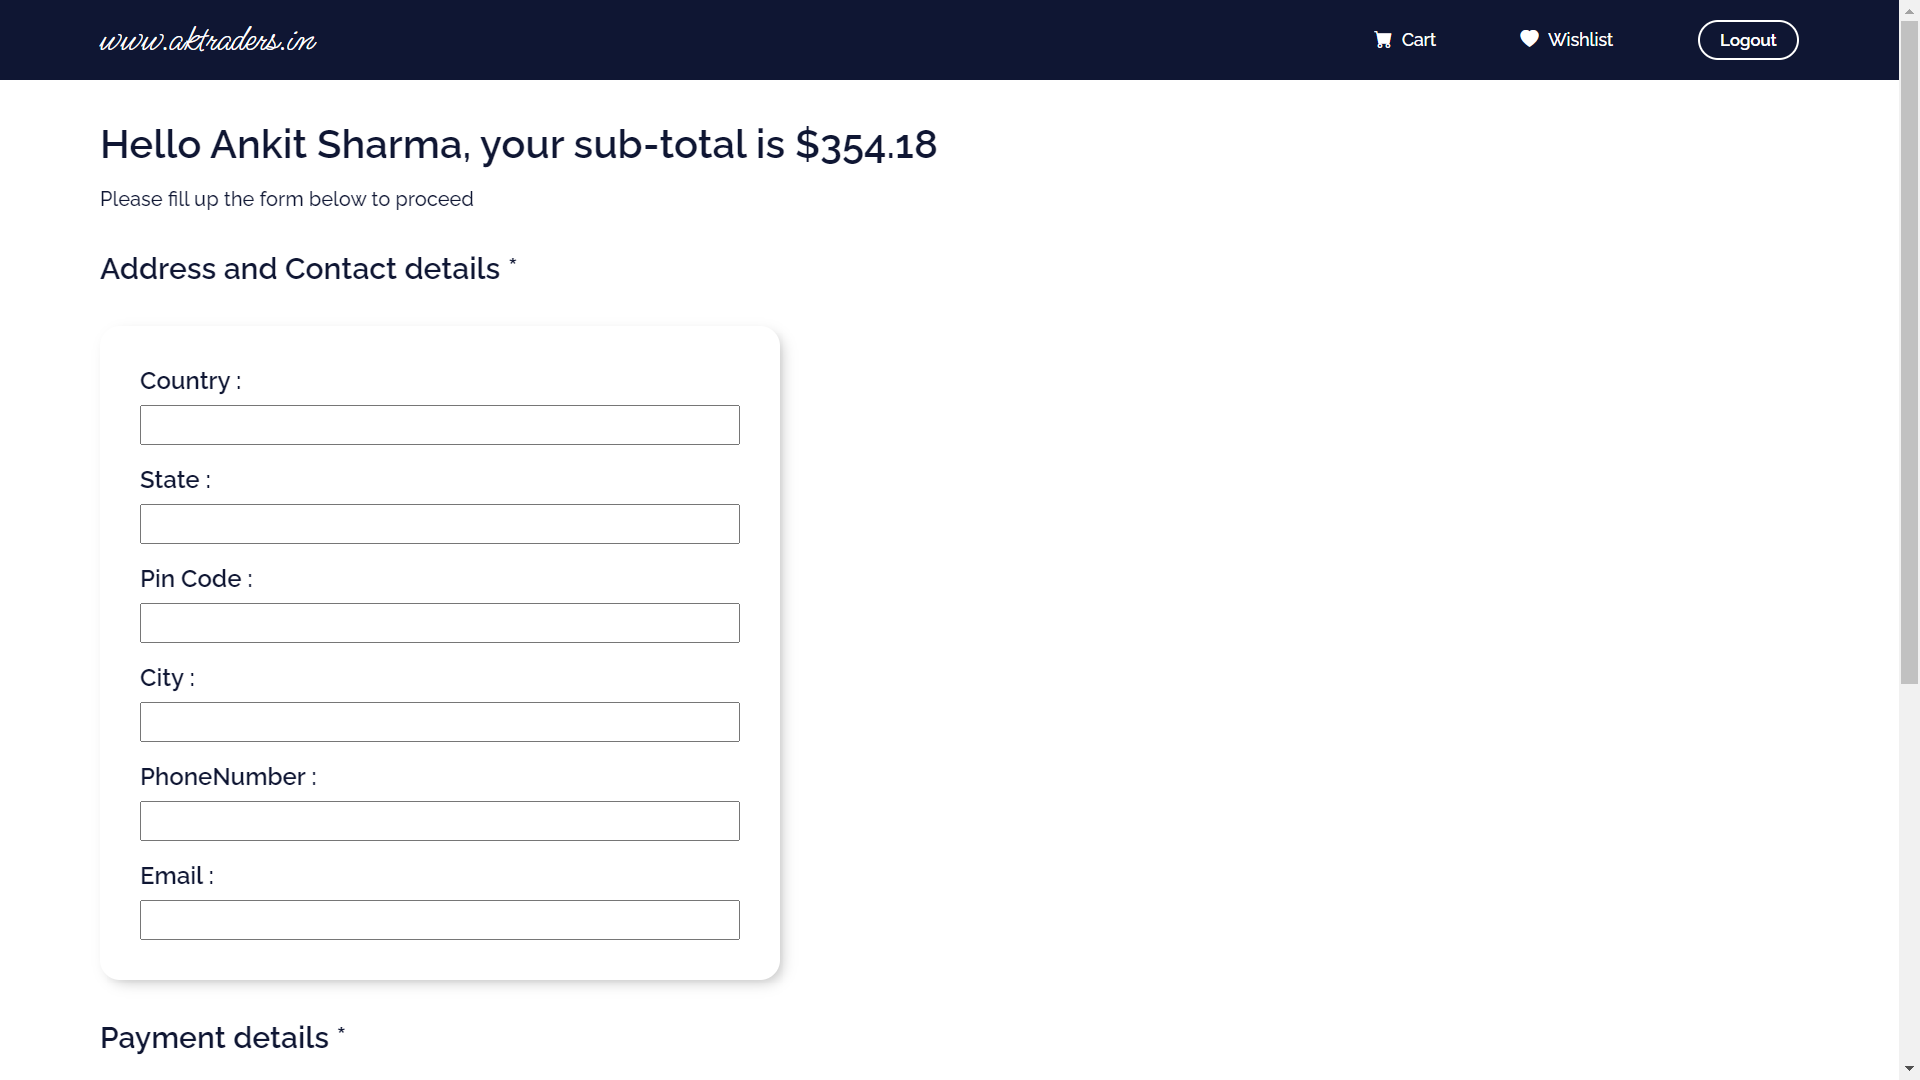 www.aktraders.in
Cart
Wishlist
Logout
Hello Ankit Sharma, your sub-total is $354.18
Please fill up the form below to proceed
Address and Contact details *
Country :
State :
Pin Code :
City :
PhoneNumber :
Email :
Payment details *